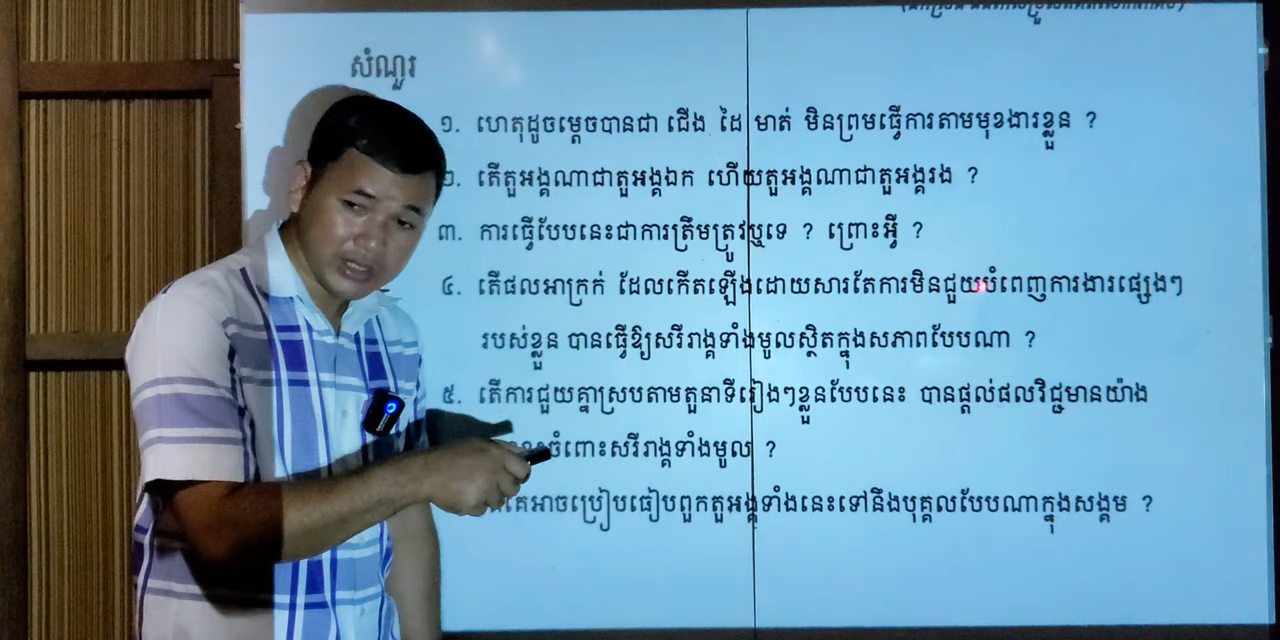 សំណួរ
១. ហេតុដូចម្ដេចបានជា ជើង ដៃ មាត់ មិនព្រមធ្វើការតាមមុខងារខ្លួន ?
២. តើតួអង្គណាជាតួអង្គឯក ហើយតួអង្គណាជាតួអង្គរង ?
៣. ការធ្វើបែបនេះជាការត្រឹមត្រូវឬទេ ? ព្រោះអ្វី ?
៤. តើផលអាក្រក់ ដែលកើតឡើងដោយសារតែការមិនជួយបំពេញការងារផ្សេងៗ
របស់ខ្លួន បានធ្វើឱ្យសរីរាង្គទាំងមូលស្ថិតក្នុងសភាពបែបណា ?
៥. តើការជួយគ្នាស្របតាមតួនាទីរៀងៗខ្លួនបែបនេះ បានផ្ដល់ផលវិជ្ជមានយ៉ាង
ចំពោះសរីរាង្គទាំងមូល ?
គេអាចប្រៀបធៀបពួកតួអង្គទាំងនេះទៅនឹងបុគ្គលបែបណាក្នុងសង្គម ?